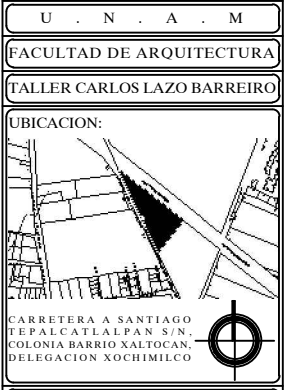 U . N . A . M
FACULTAD DE ARQUITECTURA
TALLER CARLOS LAZO BARREIRO
UBICACION:
CARRETERA A SANTIAGO
TEPALCATLALPAN S/N,
COLONIA BARRIO XALTOCAN,
DELEGACION XOCHIMILCO